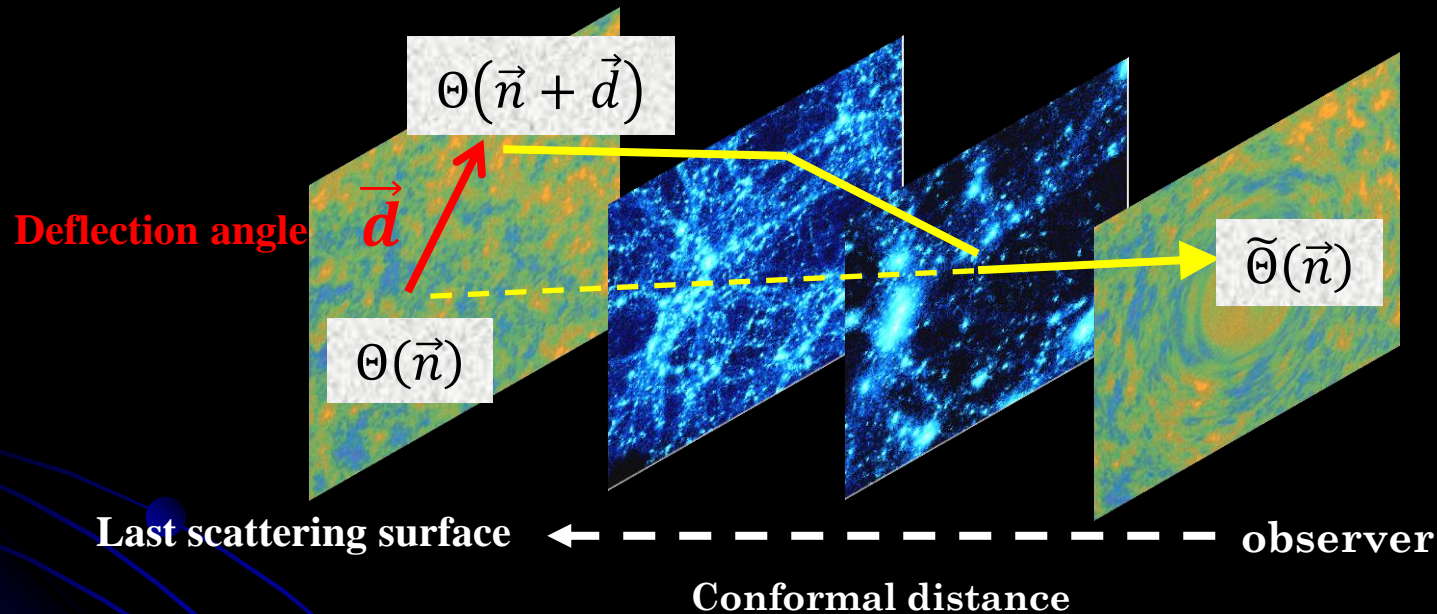 Θ(n⃗ + d⃗)
Deflection angle
d⃗
Θ̃(n⃗)
Θ(n⃗)
Last scattering surface
observer
Conformal distance